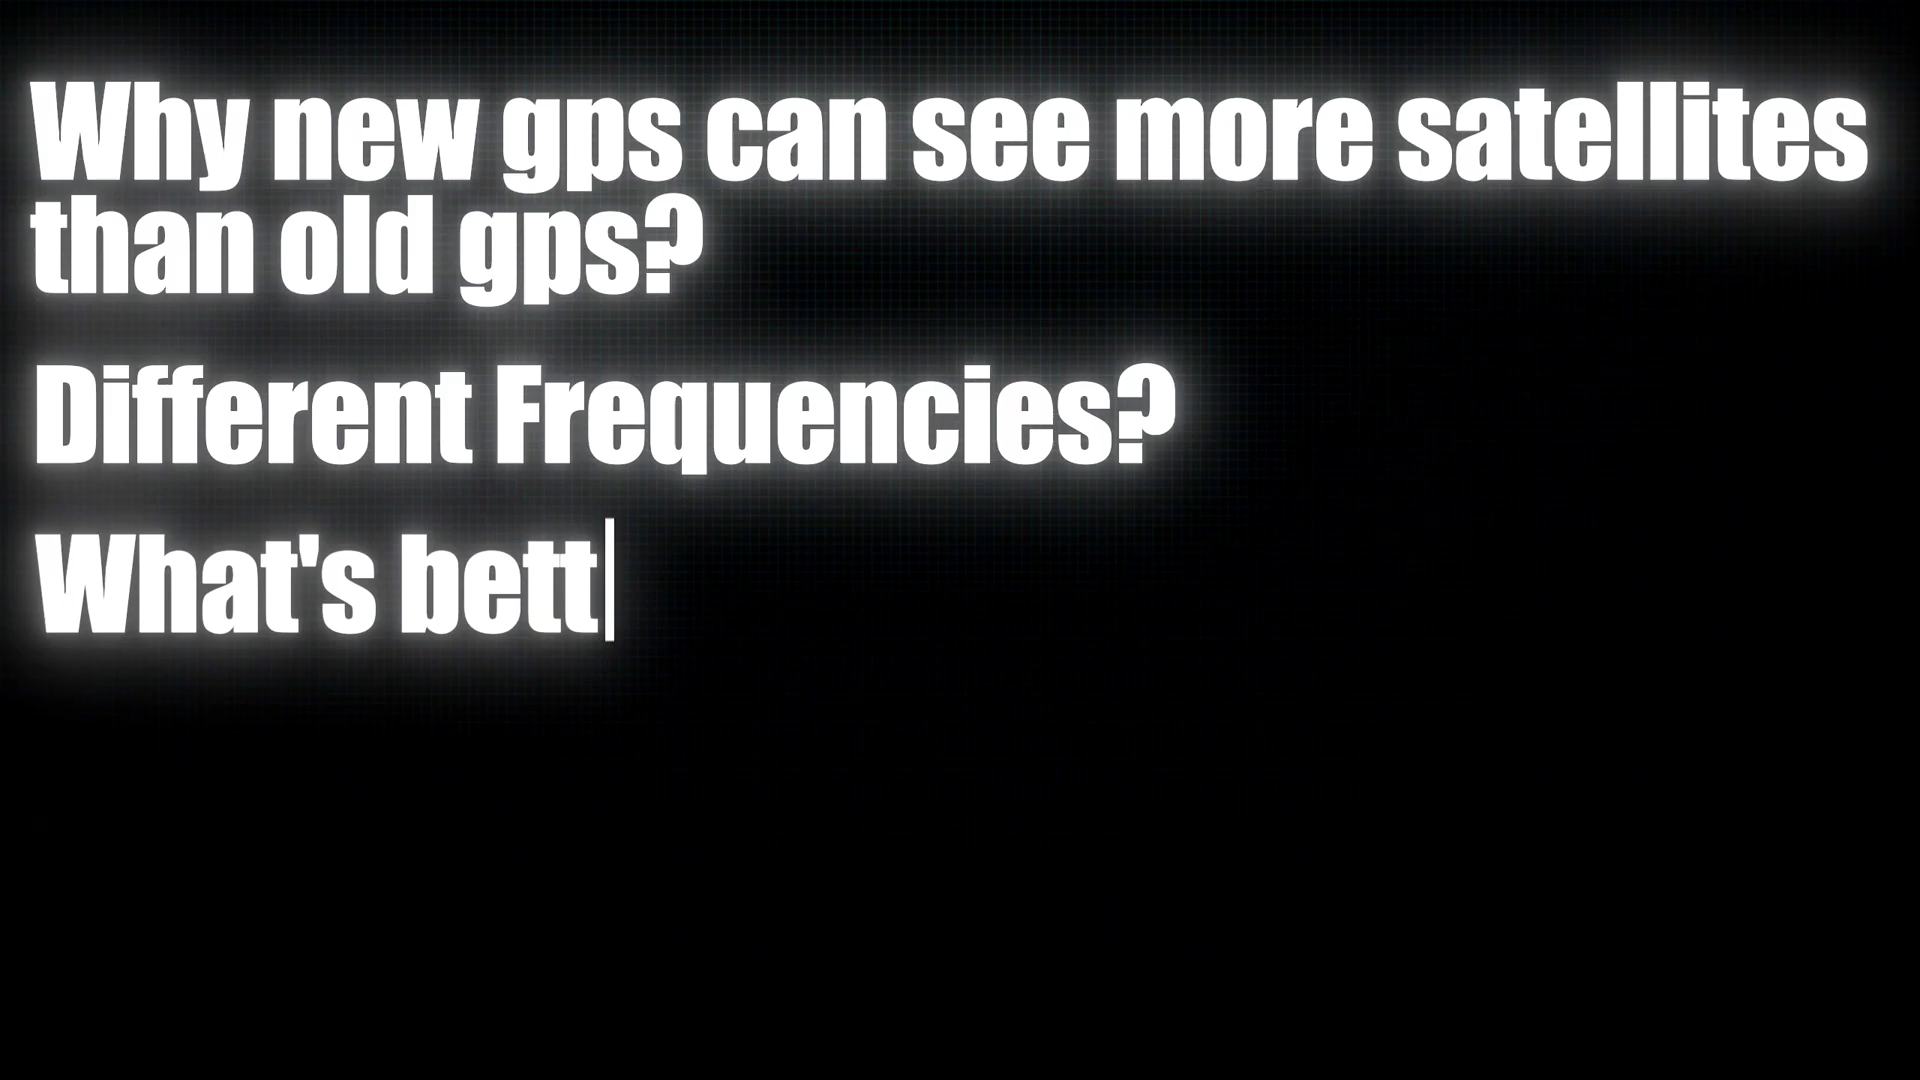 Why new gps can see more satellites
than old gps?
Different Frequencies?
What's bett